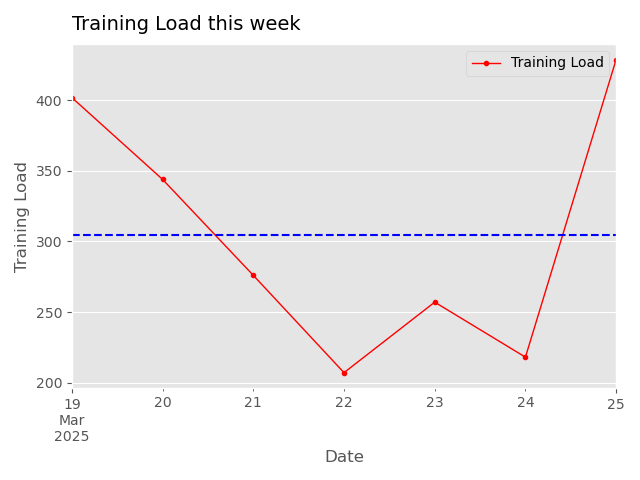 Training Load this week
Training Load
400
350
300
250
200
Training Load
19 20 21 22 23 24 25
Mar
2025
Date